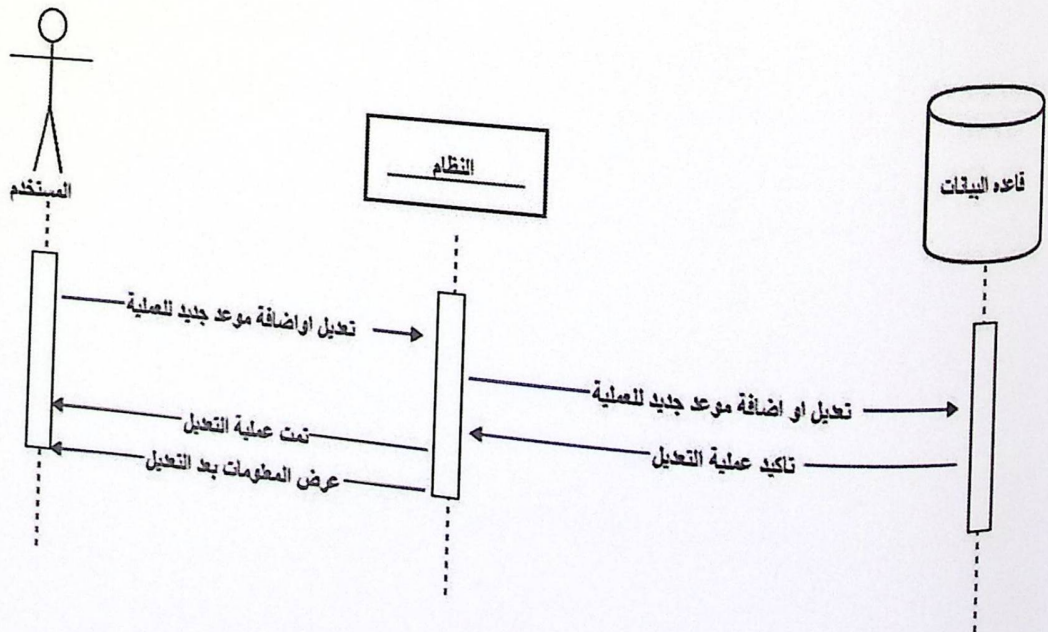 المستخدم
النظام
قاعده البيانات
تعديل اواضافة موعد جديد للعملية
تعديل او اضافة موعد جديد للعملية
تاكيد عملية التعديل
تمت عملية التعديل
عرض المعلومات بعد التعديل